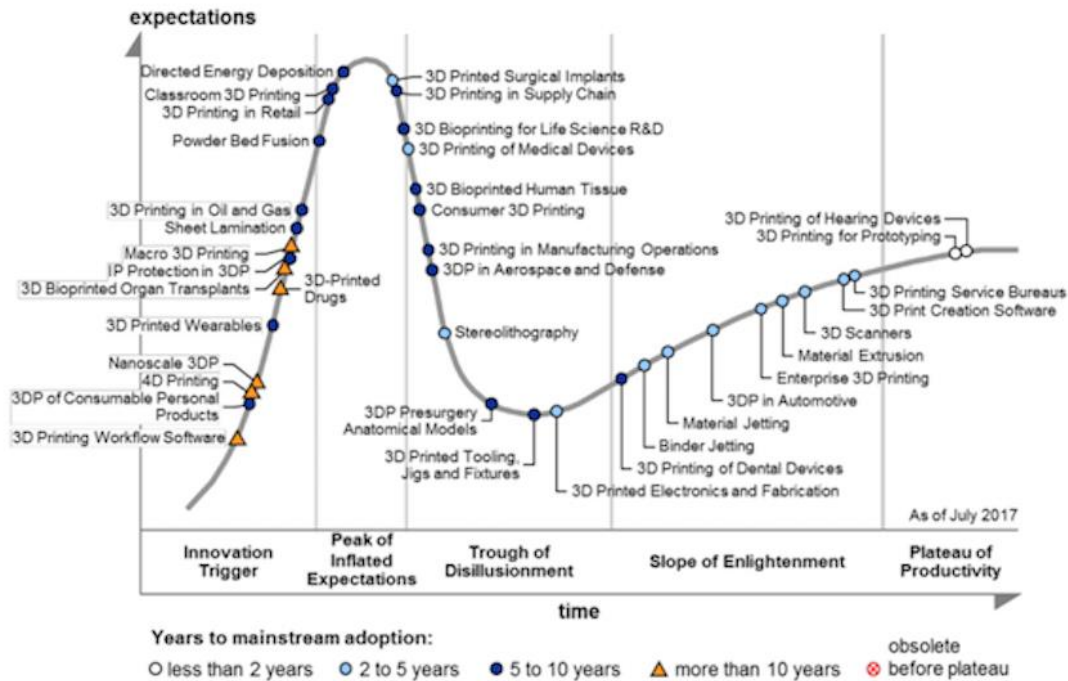 expectations
Directed Energy Deposition
Classroom 3D Printing
3D Printing in Retail
Powder Bed Fusion
3D Printing in Oil and Gas
Sheet Lamination
Macro 3D Printing
IP Protection in 3DP
3D Bioprinted Organ Transplants
3D-Printed
Drugs
3D Printed Wearables
Nanoscale 3DP
4D Printing
3DP of Consumable Personal
Products
3D Printing Workflow Software
3D Printed Surgical Implants
3D Printing in Supply Chain
3D Bioprinting for Life Science R&D
3D Printing of Medical Devices
3D Bioprinted Human Tissue
Consumer 3D Printing
3D Printing in Manufacturing Operations
3DP in Aerospace and Defense
Stereolithography
3DP Presurgery
Anatomical Models
3D Printed Tooling,
Jigs and Fixtures
3D Printed Electronics and Fabrication
3D Printing of Dental Devices
Binder Jetting
Material Jetting
3DP in Automotive
Enterprise 3D Printing
Material Extrusion
3D Scanners
3D Print Creation Software
3D Printing Service Bureaus
3D Printing of Hearing Devices
3D Printing for Prototyping
As of July 2017
Innovation
Trigger
Peak of
Inflated
Expectations
Trough of
Disillusionment
Slope of Enlightenment
Plateau of
Productivity
time
Years to mainstream adoption:
less than 2 years
2 to 5 years
5 to 10 years
more than 10 years
obsolete
before plateau